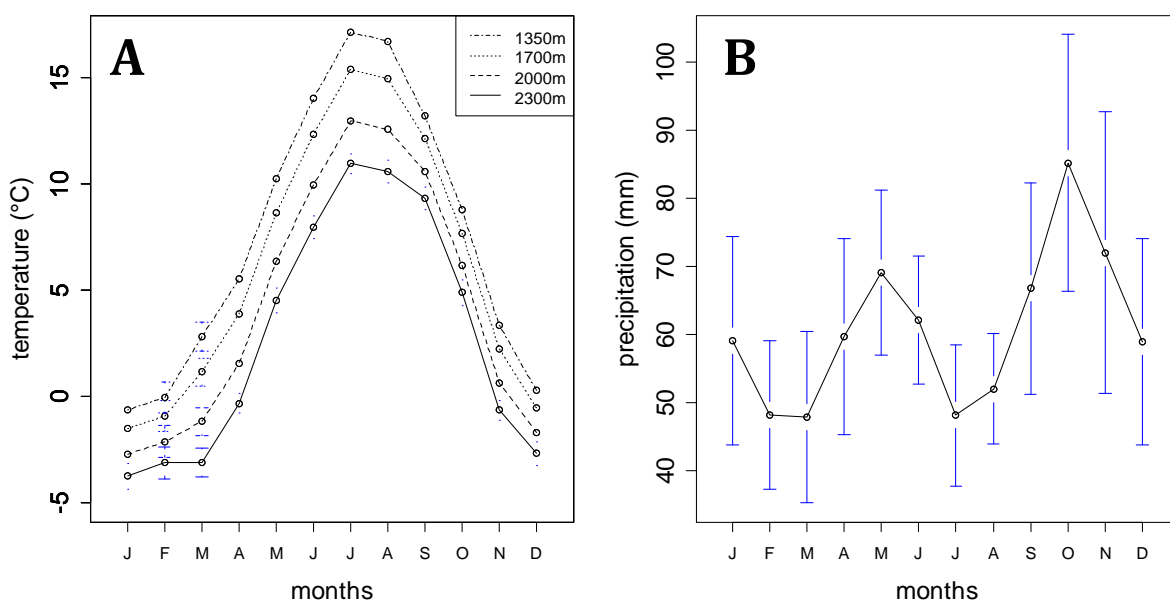 A
1350m
1700m
2000m
2300m
temperature (°C)
15
10
5
0
-5
J F M A M J J A S O N D
months
B
precipitation (mm)
100
90
80
70
60
50
40
J F M A M J J A S O N D
months